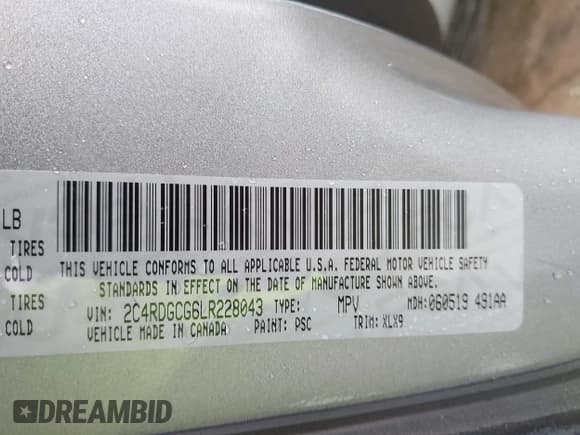 LB
TIRES
COLD
THIS VEHICLE CONFORMS TO ALL APPLICABLE U.S.A. FEDERAL MOTOR VEHICLE SAFETY
STANDARDS IN EFFECT ON THE DATE OF MANUFACTURE SHOWN ABOVE.
TIRES
VIN: 2C4RDGCG6LR228043 TYPE: MPV MDH: 060519 491AA
COLD
VEHICLE MADE IN CANADA PAINT: PSC TRIM: XLX9
DREAMBID